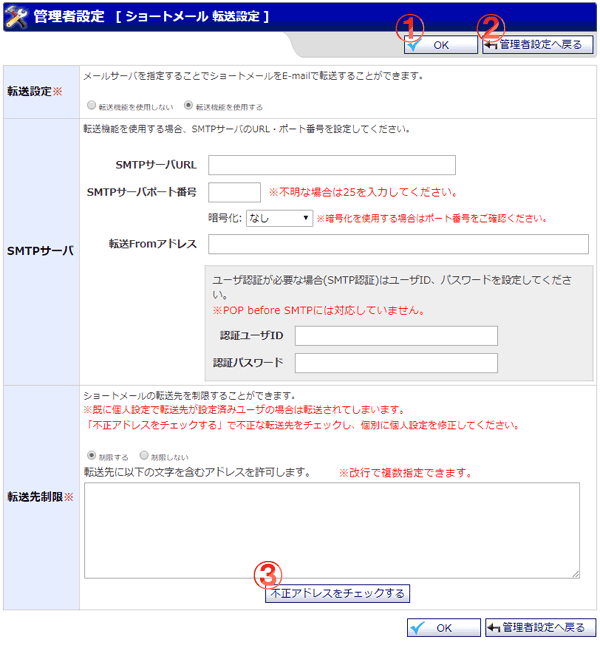 管理者設定 [ ショートメール 転送設定 ]
① ②
OK 管理者設定へ戻る
転送設定※
メールサーバを指定することでショートメールをE-mailで転送することができます。
転送機能を使用しない 転送機能を使用する
SMTPサーバ
転送機能を使用する場合、SMTPサーバのURL・ポート番号を設定してください。
SMTPサーバURL
SMTPサーバポート番号 ※不明な場合は25を入力してください。
暗号化: なし ※暗号化を使用する場合はポート番号をご確認ください。
転送Fromアドレス
ユーザ認証が必要な場合(SMTP認証)はユーザID、パスワードを設定してくださ
い。
※POP before SMTPには対応していません。
認証ユーザID
認証パスワード
転送先制限※
ショートメールの転送先を制限することができます。
※既に個人設定で転送先が設定済みユーザの場合は転送されてしまいます。
「不正アドレスをチェックする」で不正な転送先をチェックし、個別に個人設定を修正してください。
制限する 制限しない
転送先に以下の文字を含むアドレスを許可します。 ※改行で複数指定できます。
③
不正アドレスをチェックする
OK 管理者設定へ戻る